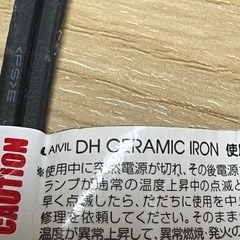 <PS>E
CAUTION
AIVIL DH CERAMIC IRON 使
※使用中に突然電源が切れ、その後電源
ランプが通常の温度上昇中の点滅と
早く点滅したら、ただちに使用を中
修理を依頼してください。そのまま
の温度が異常上昇して、異常燃焼・発火